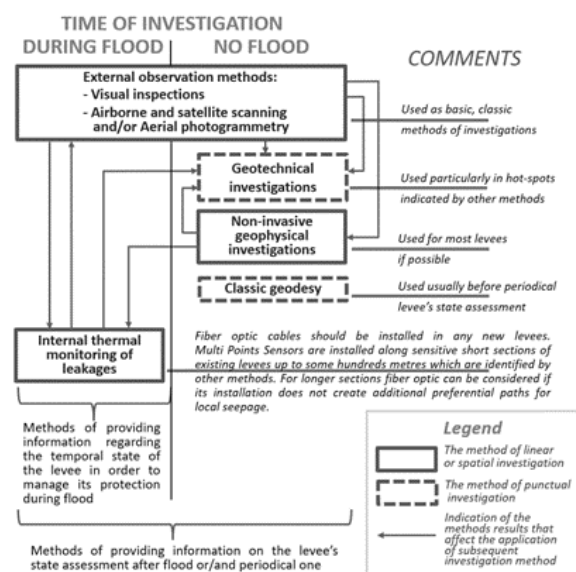 TIME OF INVESTIGATION
DURING FLOOD
NO FLOOD
COMMENTS
External observation methods:
- Visual inspections
- Airborne and satellite scanning
and/or Aerial photogrammetry
Used as basic, classic
methods of investigations
Geotechnical
investigations
Used particularly in hot-spots
indicated by other methods
Non-invasive
geophysical
investigations
Used for most levees
if possible
Classic geodesy
Used usually before periodical
levee's state assessment
Internal thermal
monitoring of
leakages
Fiber optic cables should be installed in any new levees.
Multi Points Sensors are installed along sensitive short sections
of existing levees up to some hundreds metres which are identified by
other methods. For longer sections fiber optic can be considered if
its installation does not create additional preferential paths for
local seepage.
Methods of providing
information regarding
the temporal state of
the levee in order to
manage its protection
during flood
Methods of providing information on the levee's
state assessment after flood or/and periodical one
Legend
The method of linear
or spatial investigation
The method of punctual
investigation
Indication of the
methods results that
affect the application
of subsequent
investigation method